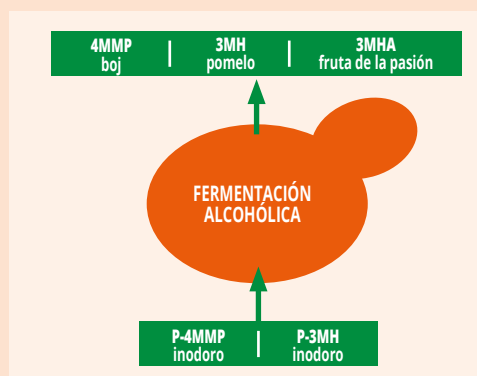 4MMP | 3MH | 3MHA
boj pomelo fruta de la pasión
FERMENTACIÓN
ALCOHÓLICA
P-4MMP | P-3MH
inodoro inodoro